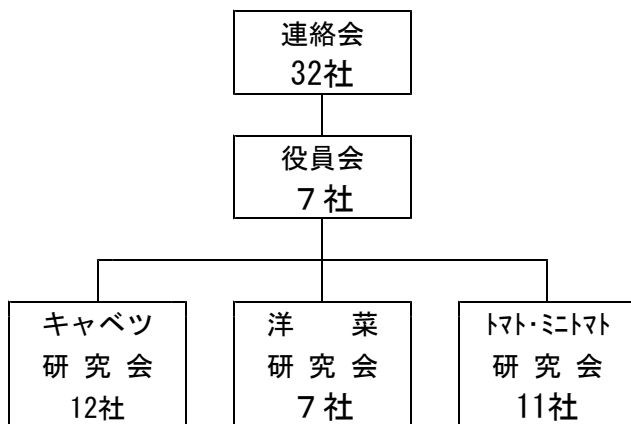 連絡会
32社
役員会
７社
キャベツ
研 究 会
12社
洋　　菜
研 究 会
７社
ﾄﾏﾄ・ﾐﾆﾄﾏﾄ
研 究 会
11社